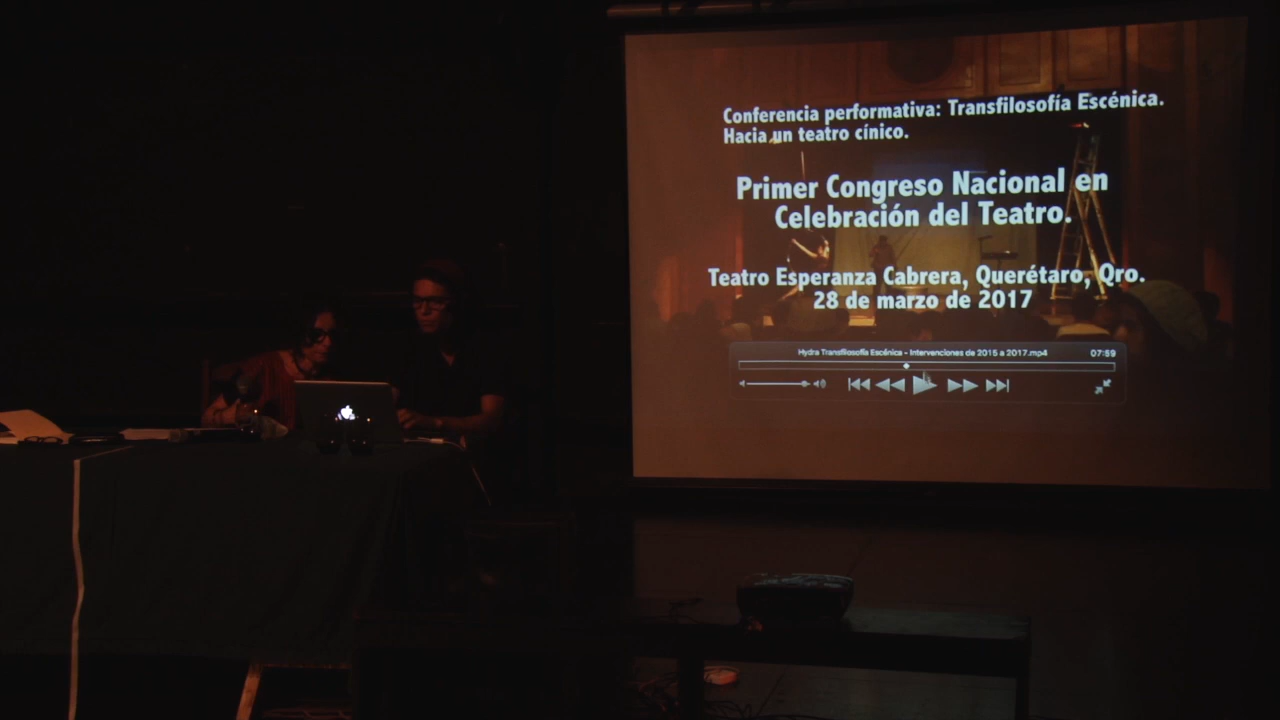 Conferencia performativa: Transfilosofía Escénica.
Hacia un teatro cínico.
Primer Congreso Nacional en
Celebración del Teatro.
Teatro Esperanza Cabrera, Querétaro, Qro.
28 de marzo de 2017
Hydra Transfilosofía Escénica - Intervenciones de 2015 a 2017.mp4 07:59